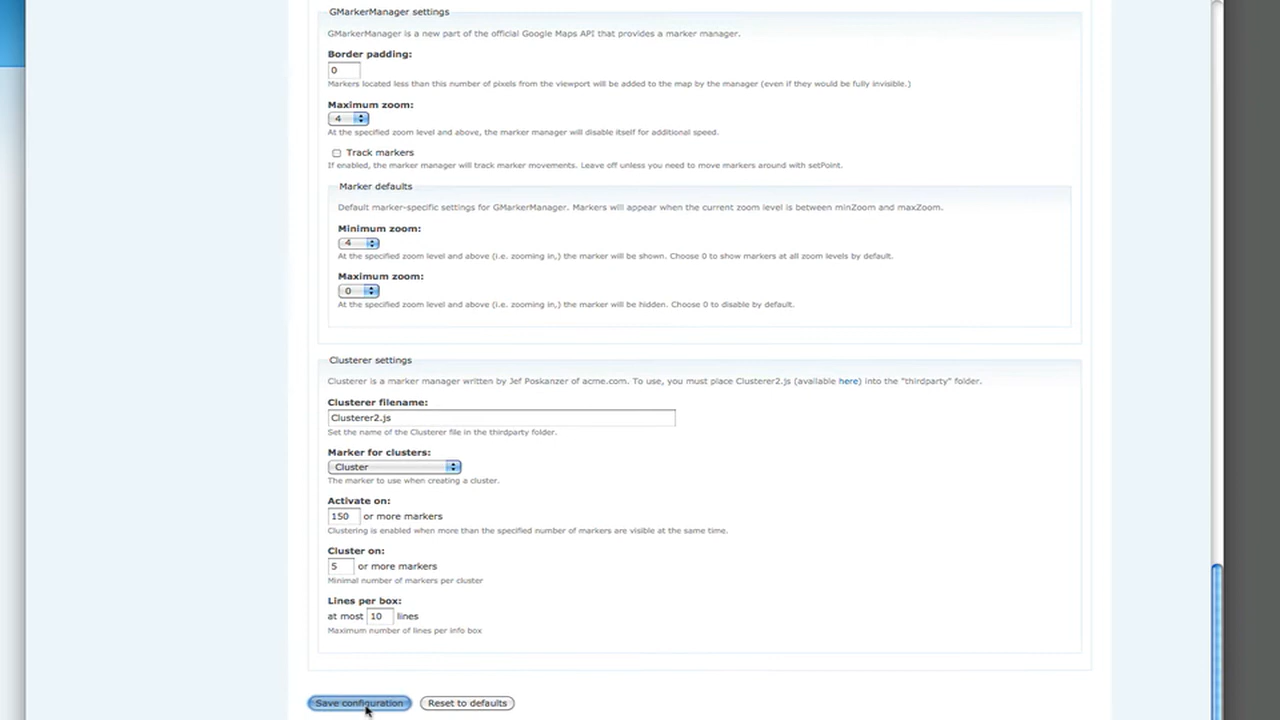 GMarkerManager settings
GMarkerManager is a new part of the official Google Maps API that provides a marker manager.
Border padding:
0
Markers located less than this number of pixels from the viewport will be added to the map by the manager (even if they would be fully invisible.)
Maximum zoom:
4
At the specified zoom level and above, the marker manager will disable itself for additional speed.
Track markers
If enabled, the marker manager will track marker movements. Leave off unless you need to move markers around with setPoint.
Marker defaults
Default marker-specific settings for GMarkerManager. Markers will appear when the current zoom level is between minZoom and maxZoom.
Minimum zoom:
4
At the specified zoom level and above (i.e. zooming in,) the marker will be shown. Choose 0 to show markers at all zoom levels by default.
Maximum zoom:
0
At the specified zoom level and above (i.e. zooming in,) the marker will be hidden. Choose 0 to disable by default.
Clusterer settings
Clusterer is a marker manager written by Jef Poskanzer of acme.com. To use, you must place Clusterer2.js (available here) into the "thirdparty" folder.
Clusterer filename:
Clusterer2.js
Set the name of the Clusterer file in the thirdparty folder.
Marker for clusters:
Cluster
The marker to use when creating a cluster.
Activate on:
150 or more markers
Clustering is enabled when more than the specified number of markers are visible at the same time.
Cluster on:
5 or more markers
Minimal number of markers per cluster
Lines per box:
at most 10 lines
Maximum number of lines per info box
Save configuration Reset to defaults